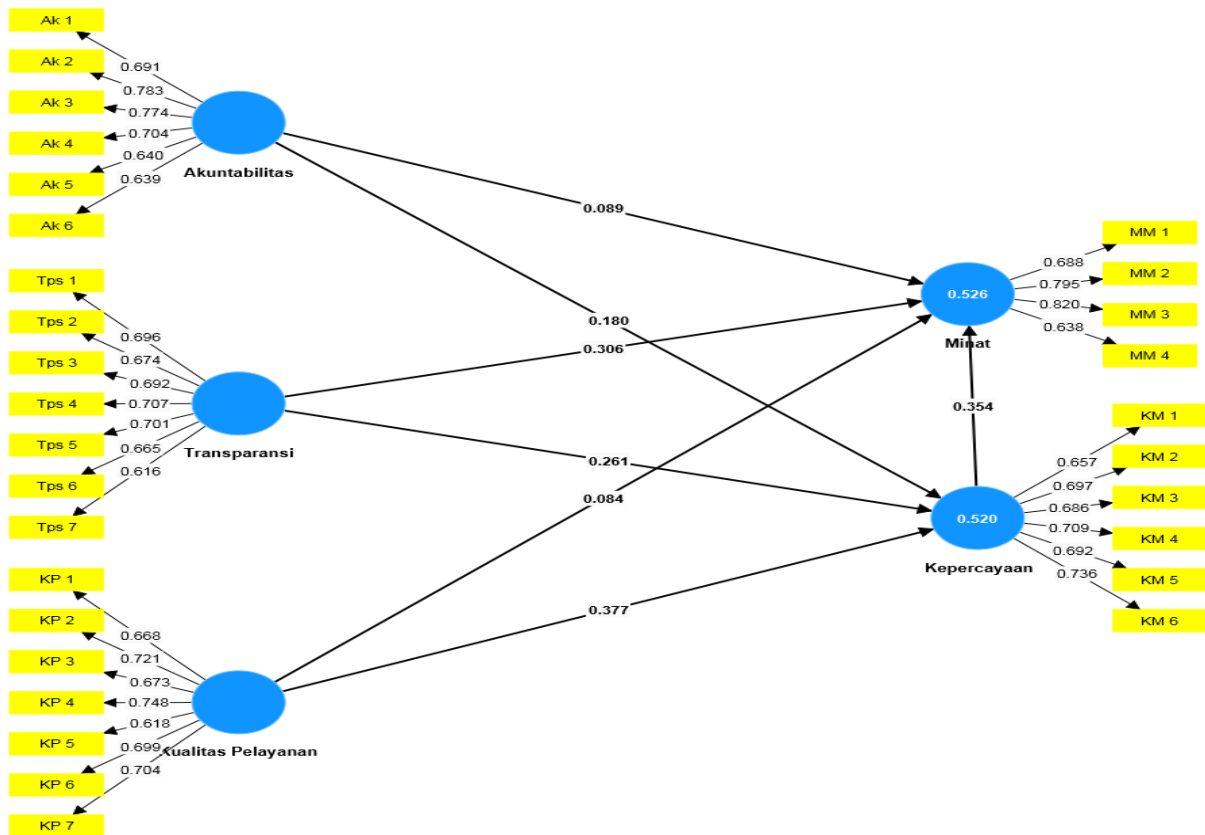 Ak 1
Ak 2
Ak 3
Ak 4
Ak 5
Ak 6
0.691
0.783
0.774
0.704
0.640
0.639
Akuntabilitas
Tps 1
Tps 2
Tps 3
Tps 4
Tps 5
Tps 6
Tps 7
0.696
0.674
0.692
0.707
0.701
0.665
0.616
Transparansi
KP 1
KP 2
KP 3
KP 4
KP 5
KP 6
KP 7
0.668
0.721
0.673
0.748
0.618
0.699
0.704
Kualitas Pelayanan
0.089
0.180
0.306
0.261
0.084
0.377
0.354
0.526
Minat
0.688
0.795
0.820
0.638
MM 1
MM 2
MM 3
MM 4
0.520
Kepercayaan
0.657
0.697
0.686
0.709
0.692
0.736
KM 1
KM 2
KM 3
KM 4
KM 5
KM 6